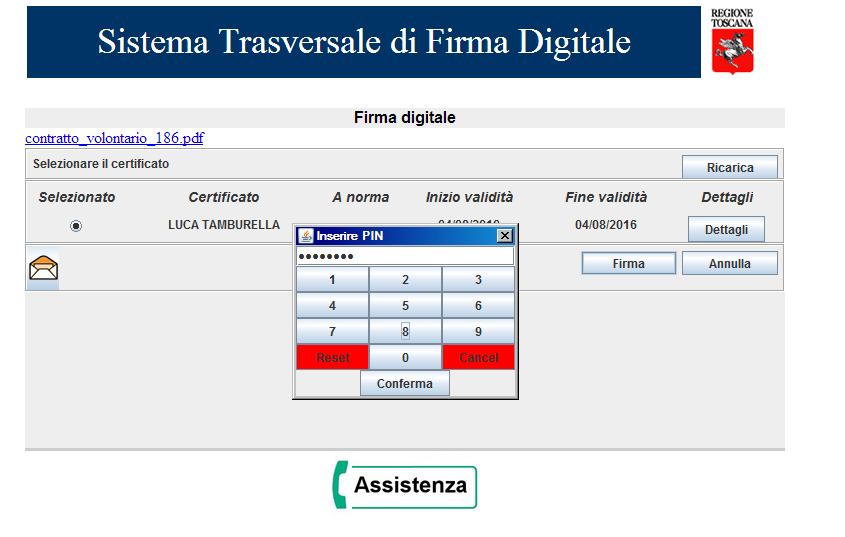 Sistema Trasversale di Firma Digitale
REGIONE
TOSCANA
Firma digitale
contratto_volontario_186.pdf
Selezionare il certificato
Ricarica
Selezionato Certificato A norma Inizio validità Fine validità Dettagli
LUCA TAMBURELLA 04/08/2016 Dettagli
Inserire PIN
••••••••
1 2 3
4 5 6
7 8 9
Reset 0 Cancel
Conferma
Firma Annulla
Assistenza